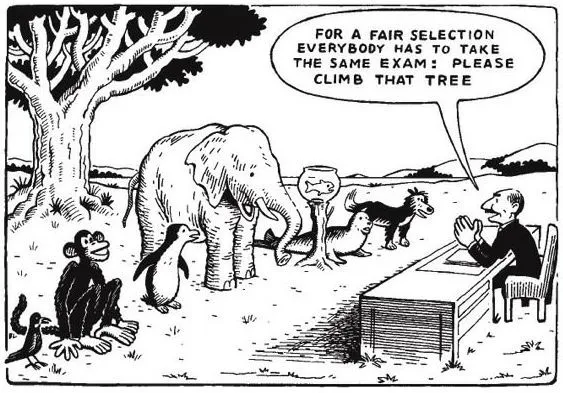 FOR A FAIR SELECTION
EVERYBODY HAS TO TAKE
THE SAME EXAM: PLEASE
CLIMB THAT TREE